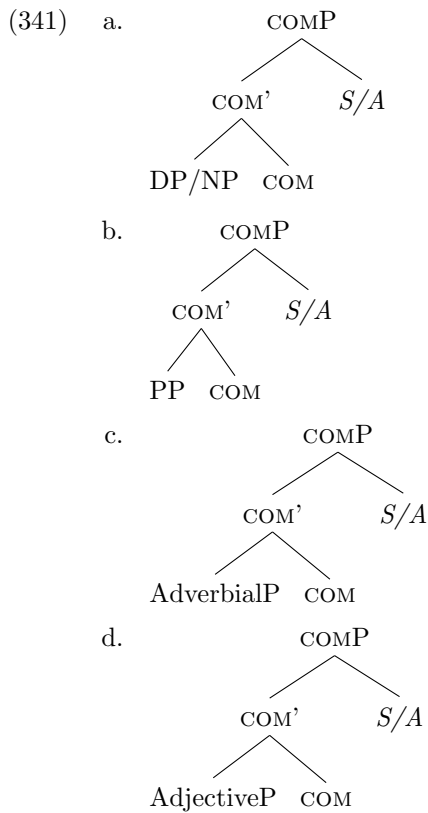 (341) a. COMP
COM' S/A
DP/NP COM
b. COMP
COM' S/A
PP COM
c. COMP
COM' S/A
AdverbialP COM
d. COMP
COM' S/A
AdjectiveP COM